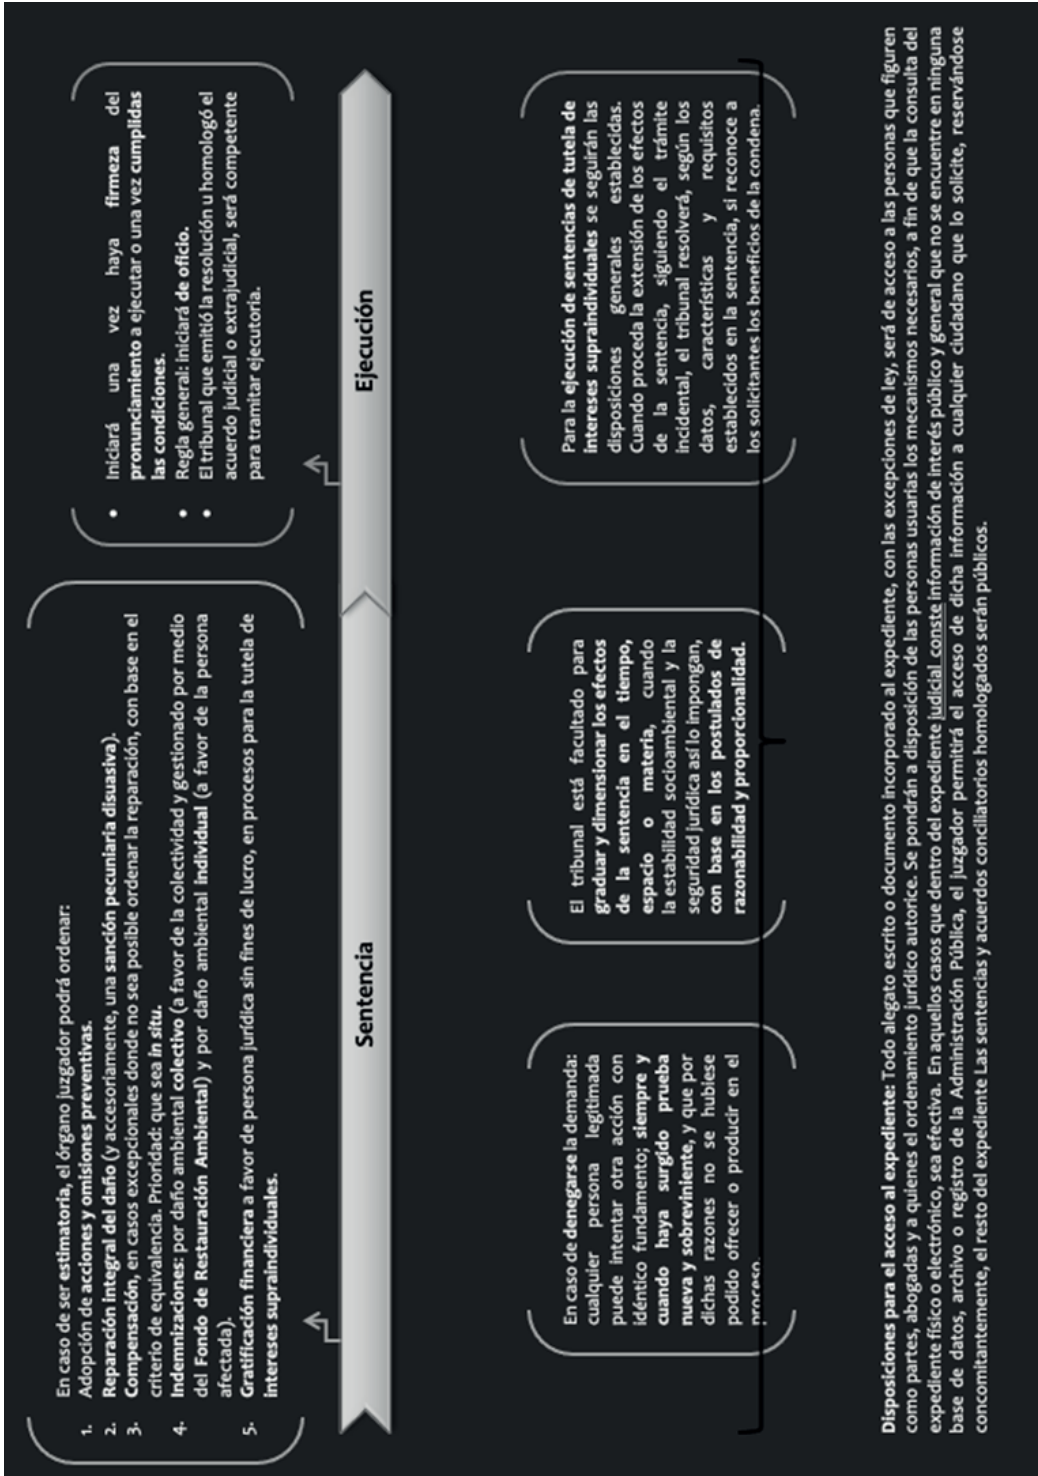 En caso de ser estimatoria, el órgano juzgador podrá ordenar:
1. Adopción de acciones y omisiones preventivas.
2. Reparación integral del daño (y accesoriamente, una sanción pecuniaria disuasiva).
3- Compensación, en casos excepcionales donde no sea posible ordenar la reparación, con base en el
criterio de equivalencia. Prioridad: que sea in situ.
4- Indemnizaciones: por daño ambiental colectivo (a favor de la colectividad y gestionado por medio
del Fondo de Restauración Ambiental) y por daño ambiental individual (a favor de la persona
afectada).
5- Gratificación financiera a favor de persona jurídica sin fines de lucro, en procesos para la tutela de
intereses supraindividuales.
• Iniciará una vez haya firmeza del
pronunciamiento a ejecutar o una vez cumplidas
las condiciones.
• Regla general: iniciará de oficio.
• El tribunal que emitió la resolución u homologó el
acuerdo judicial o extrajudicial, será competente
para tramitar ejecutoria.
Sentencia
Ejecución
En caso de denegarse la demanda:
cualquier persona legitimada
puede intentar otra acción con
idéntico fundamento; siempre y
cuando haya surgido prueba
nueva y sobreviniente, y que por
dichas razones no se hubiese
podido ofrecer o producir en el
proceso.
El tribunal está facultado para
graduar y dimensionar los efectos
de la sentencia en el tiempo,
espacio o materia, cuando
la estabilidad socioambiental y la
seguridad jurídica así lo impongan,
con base en los postulados de
razonabilidad y proporcionalidad.
Para la ejecución de sentencias de tutela de
intereses supraindividuales se seguirán las
disposiciones generales establecidas.
Cuando proceda la extensión de los efectos
de la sentencia, siguiendo el trámite
incidental, el tribunal resolverá, según los
datos, características y requisitos
establecidos en la sentencia, si reconoce a
los solicitantes los beneficios de la condena.
Disposiciones para el acceso al expediente: Todo alegato escrito o documento incorporado al expediente, con las excepciones de ley, será de acceso a las personas que figuren
como partes, abogadas y a quienes el ordenamiento jurídico autorice. Se pondrán a disposición de las personas usuarias los mecanismos necesarios, a fin de que la consulta del
expediente físico o electrónico, sea efectiva. En aquellos casos que dentro del expediente judicial conste información de interés público y general que no se encuentre en ninguna
base de datos, archivo o registro de la Administración Pública, el juzgador permitirá el acceso de dicha información a cualquier ciudadano que lo solicite, reservándose
concomitantemente, el resto del expediente Las sentencias y acuerdos conciliatorios homologados serán públicos.